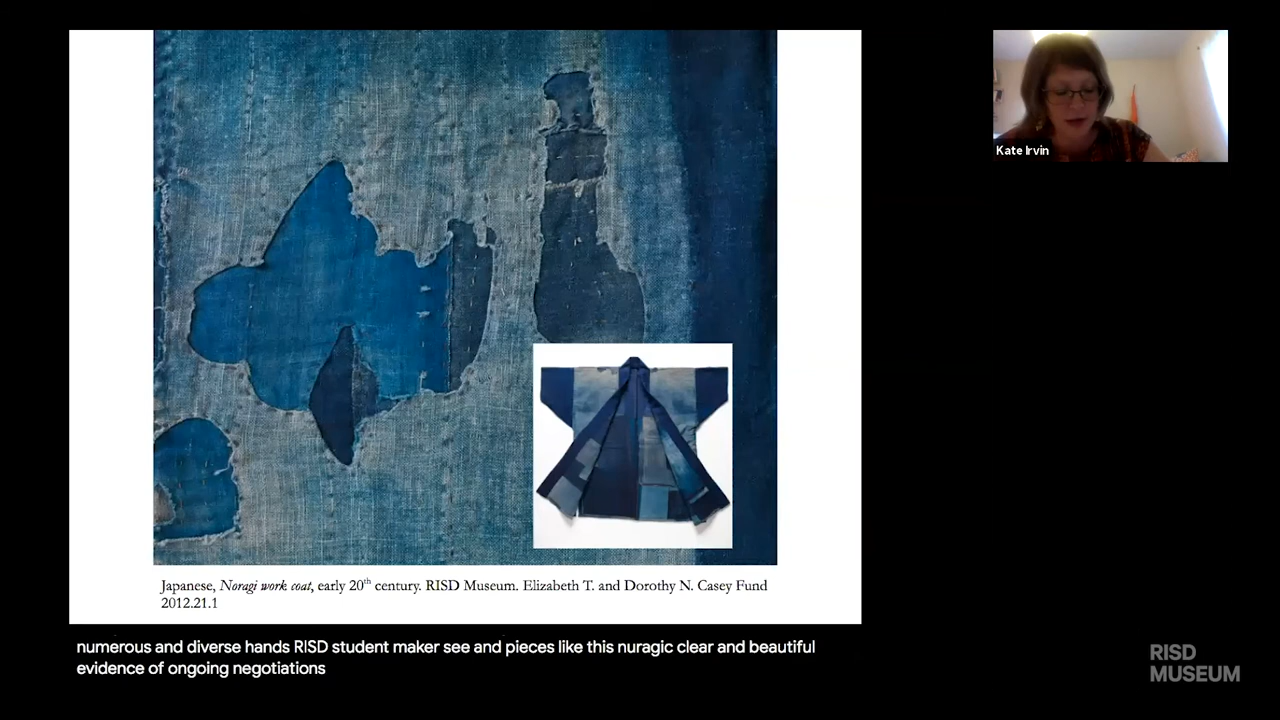 Kate Irvin
Japanese, Noragi work coat, early 20th century. RISD Museum. Elizabeth T. and Dorothy N. Casey Fund
2012.21.1
numerous and diverse hands RISD student maker see and pieces like this nuragic clear and beautiful
evidence of ongoing negotiations
RISD
MUSEUM